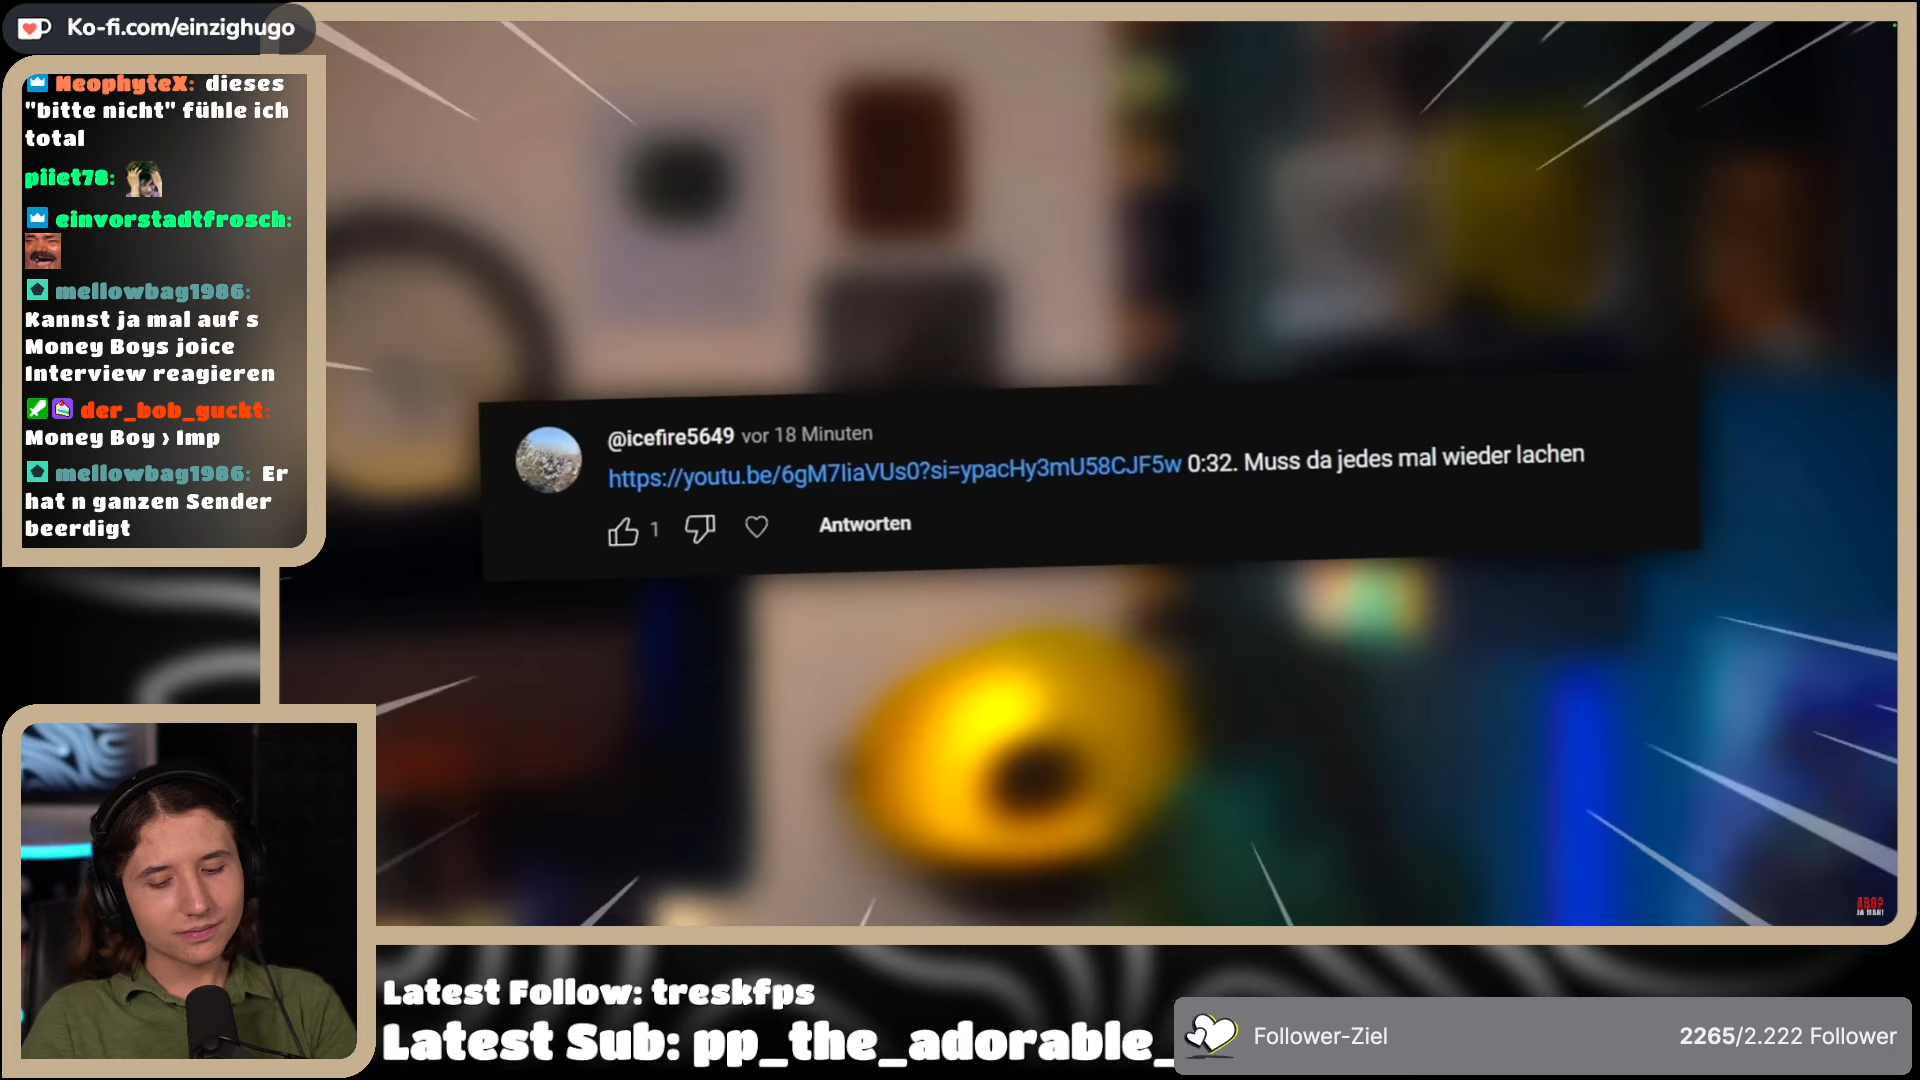 Ko-fi.com/einzighugo
NeophyteX: dieses
"bitte nicht" fühle ich
total
piiet78:
einvorstadtfrosch:
mellowbag1986:
Kannst ja mal auf s
Money Boys joice
Interview reagieren
der_bob_guckt:
Money Boy › Imp
mellowbag1986: Er
hat n ganzen Sender
beerdigt
@icefire5649 vor 18 Minuten
https://youtu.be/6gM7IiaVUs0?si=ypacHy3mU58CJF5w 0:32. Muss da jedes mal wieder lachen
1 Antworten
ABO?
JA MAN!
Latest Follow: treskfps
Latest Sub: pp_the_adorable_
Follower-Ziel 2265/2.222 Follower